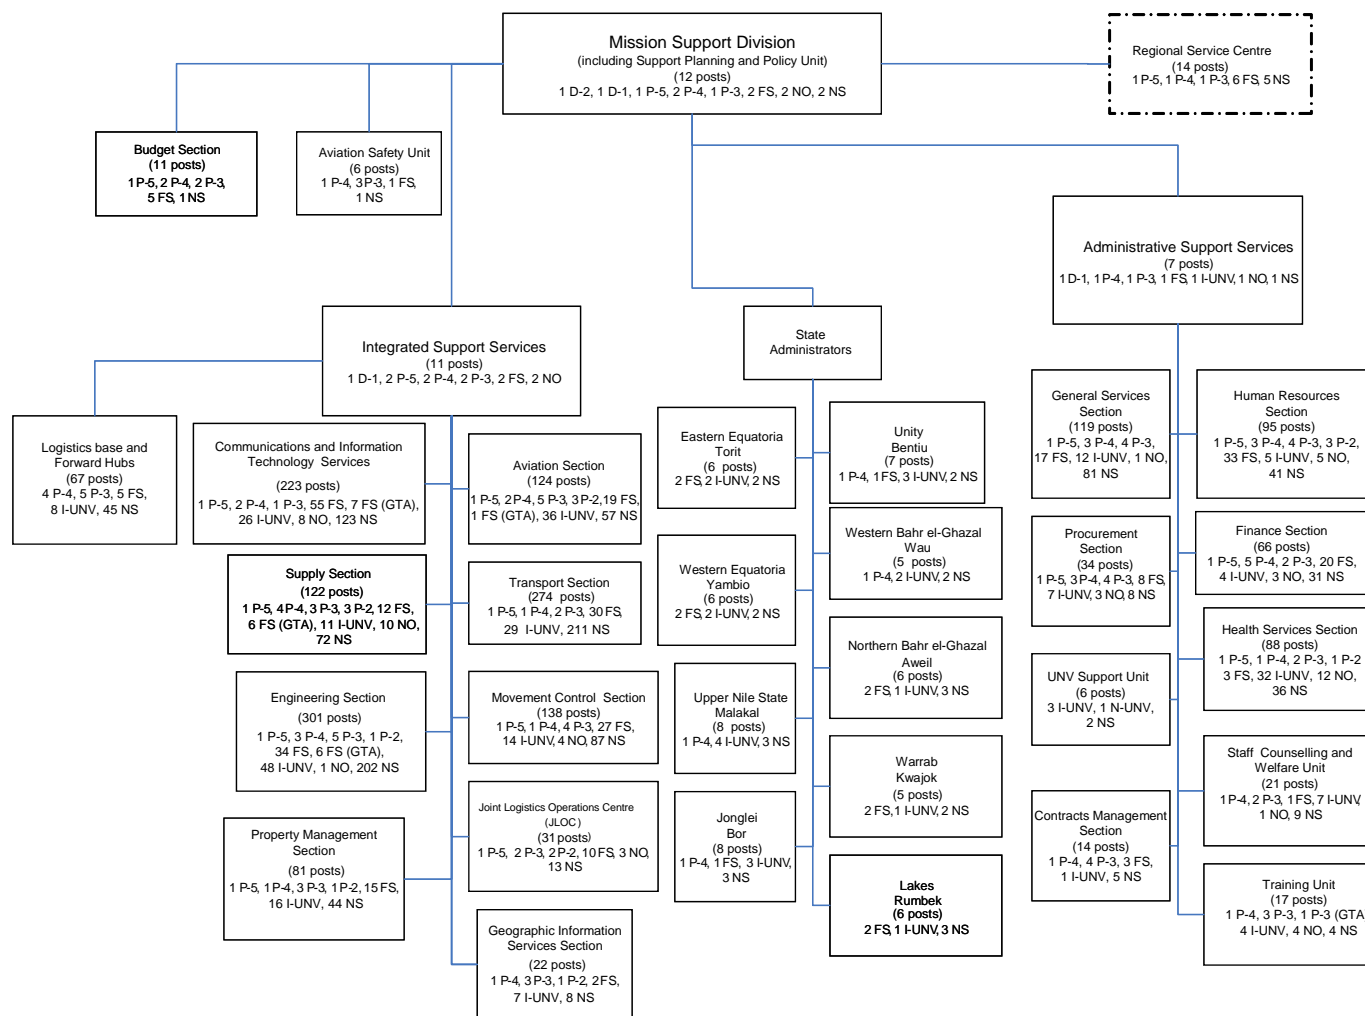 Mission Support Division
(including Support Planning and Policy Unit)
(12 posts)
1 D-2, 1 D-1, 1 P-5, 2 P-4, 1 P-3, 2 FS, 2 NO, 2 NS
Regional Service Centre
(14 posts)
1 P-5, 1 P-4, 1 P-3, 6 FS, 5 NS
Budget Section
(11 posts)
1 P-5, 2 P-4, 2 P-3,
5 FS, 1 NS
Aviation Safety Unit
(6 posts)
1 P-4, 3 P-3, 1 FS,
1 NS
Administrative Support Services
(7 posts)
1 D-1, 1 P-4, 1 P-3, 1 FS, 1 I-UNV, 1 NO, 1 NS
Integrated Support Services
(11 posts)
1 D-1, 2 P-5, 2 P-4, 2 P-3, 2 FS, 2 NO
State
Administrators
Logistics base and
Forward Hubs
(67 posts)
4 P-4, 5 P-3, 5 FS,
8 I-UNV, 45 NS
Communications and Information
Technology Services
(223 posts)
1 P-5, 2 P-4, 1 P-3, 55 FS, 7 FS (GTA),
26 I-UNV, 8 NO, 123 NS
Aviation Section
(124 posts)
1 P-5, 2 P-4, 5 P-3, 3 P-2, 19 FS,
1 FS (GTA), 36 I-UNV, 57 NS
Supply Section
(122 posts)
1 P-5, 4 P-4, 3 P-3, 3 P-2, 12 FS,
6 FS (GTA), 11 I-UNV, 10 NO,
72 NS
Transport Section
(274 posts)
1 P-5, 1 P-4, 2 P-3, 30 FS,
29 I-UNV, 211 NS
Engineering Section
(301 posts)
1 P-5, 3 P-4, 5 P-3, 1 P-2,
34 FS, 6 FS (GTA),
48 I-UNV, 1 NO, 202 NS
Movement Control Section
(138 posts)
1 P-5, 1 P-4, 4 P-3, 27 FS,
14 I-UNV, 4 NO, 87 NS
Property Management
Section
(81 posts)
1 P-5, 1 P-4, 3 P-3, 1 P-2, 15 FS,
16 I-UNV, 44 NS
Joint Logistics Operations Centre
(JLOC)
(31 posts)
1 P-5, 2 P-3, 2 P-2, 10 FS, 3 NO,
13 NS
Geographic Information
Services Section
(22 posts)
1 P-4, 3 P-3, 1 P-2, 2 FS,
7 I-UNV, 8 NS
Eastern Equatoria
Torit
(6 posts)
2 FS, 2 I-UNV, 2 NS
Unity
Bentiu
(7 posts)
1 P-4, 1 FS, 3 I-UNV, 2 NS
Western Bahr el-Ghazal
Wau
(5 posts)
1 P-4, 2 I-UNV, 2 NS
Western Equatoria
Yambio
(6 posts)
2 FS, 2 I-UNV, 2 NS
Northern Bahr el-Ghazal
Aweil
(6 posts)
2 FS, 1 I-UNV, 3 NS
Upper Nile State
Malakal
(8 posts)
1 P-4, 4 I-UNV, 3 NS
Warrab
Kwajok
(5 posts)
2 FS, 1 I-UNV, 2 NS
Jonglei
Bor
(8 posts)
1 P-4, 1 FS, 3 I-UNV,
3 NS
Lakes
Rumbek
(6 posts)
2 FS, 1 I-UNV, 3 NS
General Services
Section
(119 posts)
1 P-5, 3 P-4, 4 P-3,
17 FS, 12 I-UNV, 1 NO,
81 NS
Human Resources
Section
(95 posts)
1 P-5, 3 P-4, 4 P-3, 3 P-2,
33 FS, 5 I-UNV, 5 NO,
41 NS
Procurement
Section
(34 posts)
1 P-5, 3 P-4, 4 P-3, 8 FS,
7 I-UNV, 3 NO, 8 NS
Finance Section
(66 posts)
1 P-5, 5 P-4, 2 P-3, 20 FS,
4 I-UNV, 3 NO, 31 NS
Health Services Section
(88 posts)
1 P-5, 1 P-4, 2 P-3, 1 P-2
3 FS, 32 I-UNV, 12 NO,
36 NS
UNV Support Unit
(6 posts)
3 I-UNV, 1 N-UNV,
2 NS
Staff Counselling and
Welfare Unit
(21 posts)
1 P-4, 2 P-3, 1 FS, 7 I-UNV,
1 NO, 9 NS
Contracts Management
Section
(14 posts)
1 P-4, 4 P-3, 3 FS,
1 I-UNV, 5 NS
Training Unit
(17 posts)
1 P-4, 3 P-3, 1 P-3 (GTA)
4 I-UNV, 4 NO, 4 NS